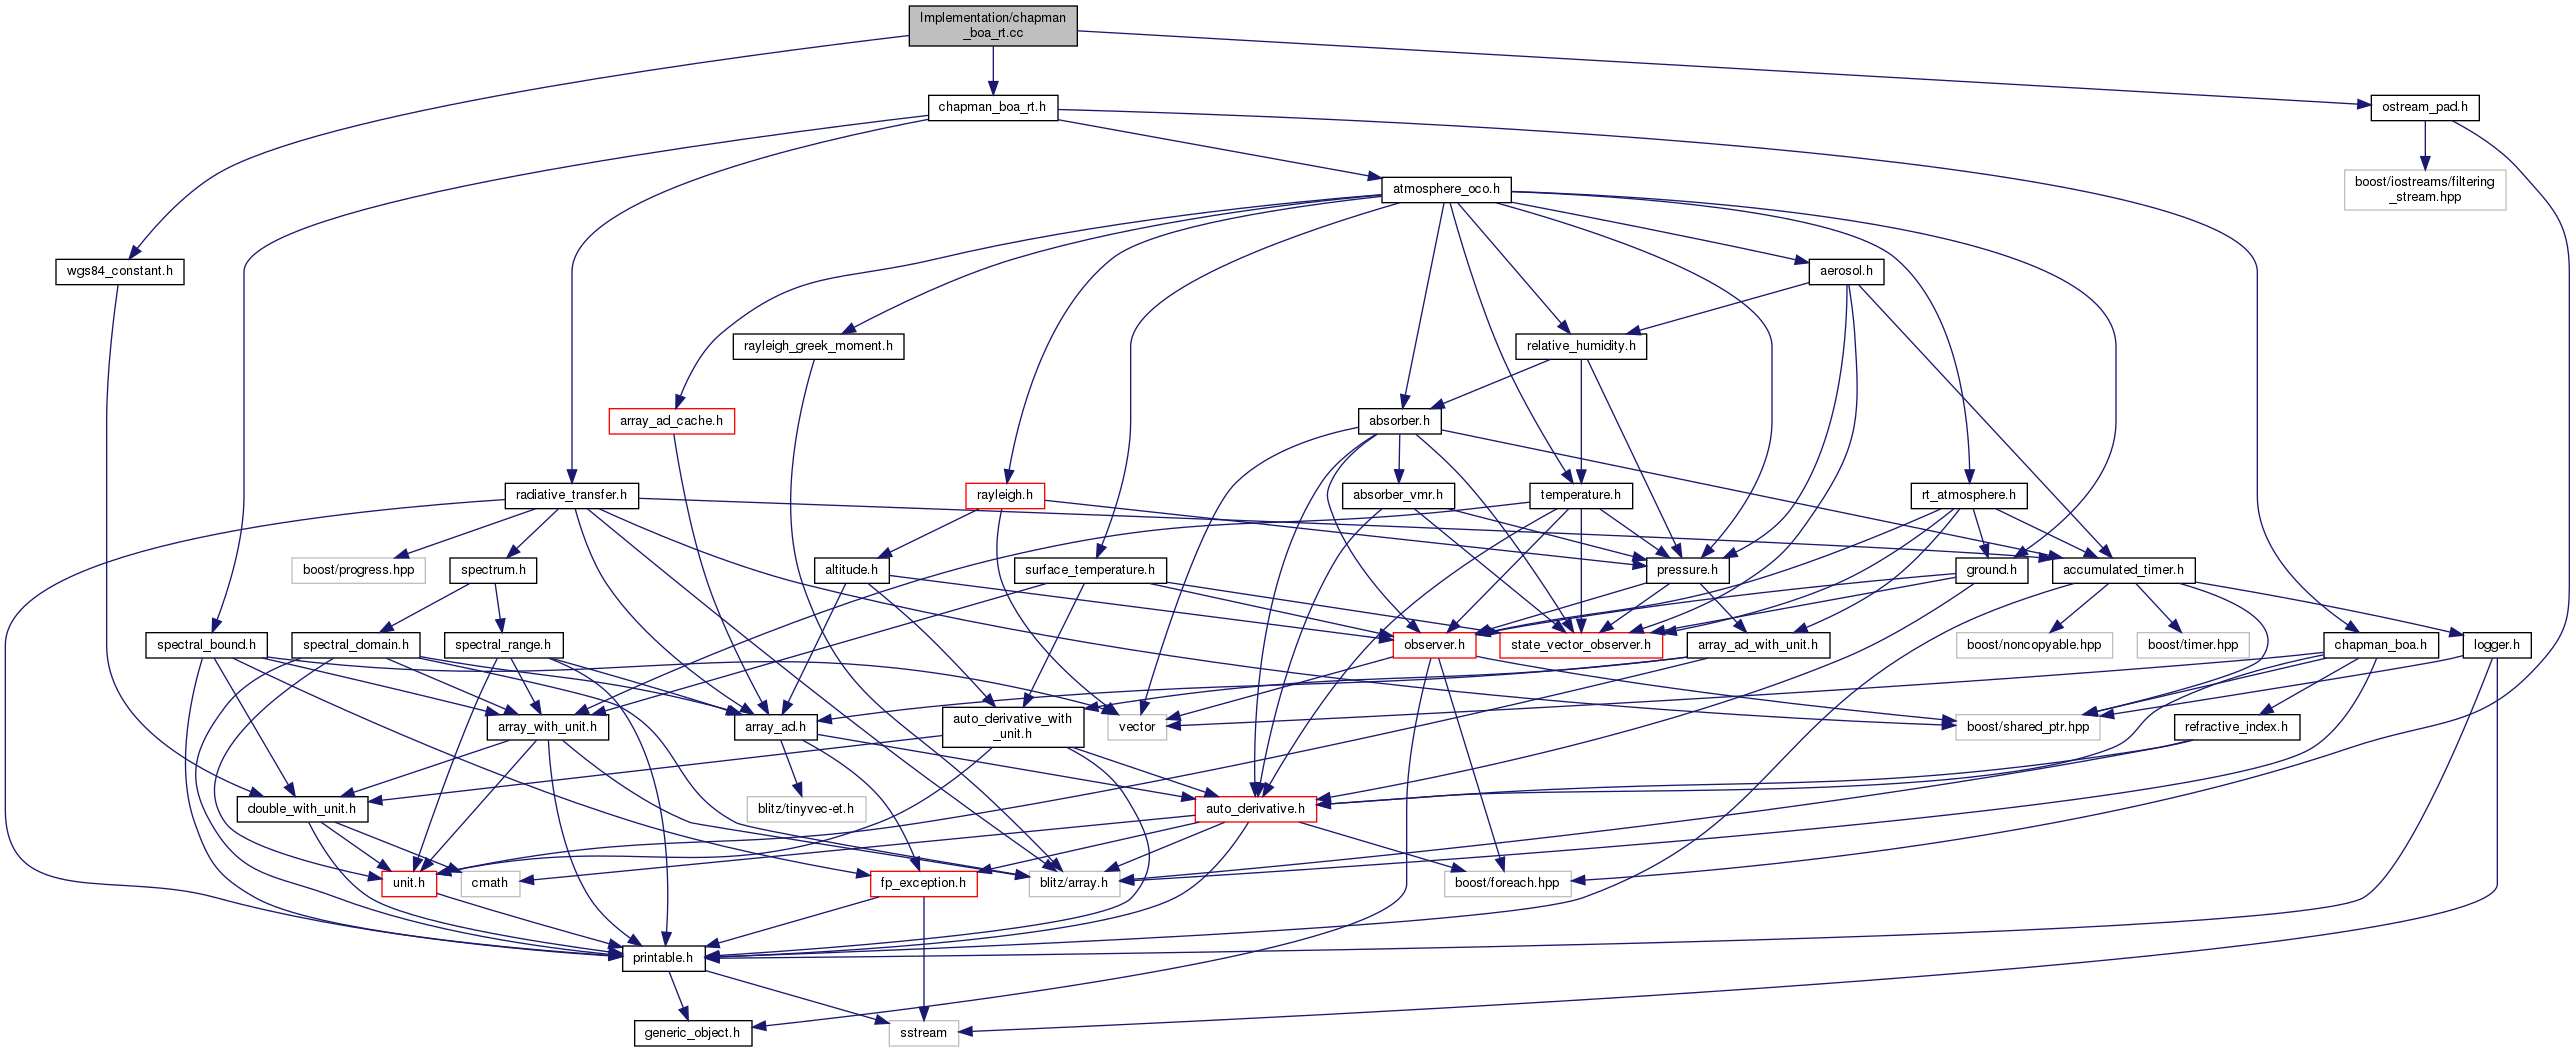 Implementation/chapman
_boa_rt.cc
chapman_boa_rt.h
ostream_pad.h
atmosphere_oco.h
boost/iostreams/filtering
_stream.hpp
wgs84_constant.h
aerosol.h
rayleigh_greek_moment.h
relative_humidity.h
array_ad_cache.h
absorber.h
radiative_transfer.h
rayleigh.h
absorber_vmr.h
temperature.h
rt_atmosphere.h
boost/progress.hpp
spectrum.h
altitude.h
surface_temperature.h
pressure.h
ground.h
accumulated_timer.h
spectral_bound.h
spectral_domain.h
spectral_range.h
observer.h
state_vector_observer.h
array_ad_with_unit.h
boost/noncopyable.hpp
boost/timer.hpp
chapman_boa.h
logger.h
array_with_unit.h
array_ad.h
auto_derivative_with
_unit.h
vector
boost/shared_ptr.hpp
refractive_index.h
double_with_unit.h
blitz/tinyvec-et.h
auto_derivative.h
unit.h
cmath
fp_exception.h
blitz/array.h
boost/foreach.hpp
printable.h
generic_object.h
sstream